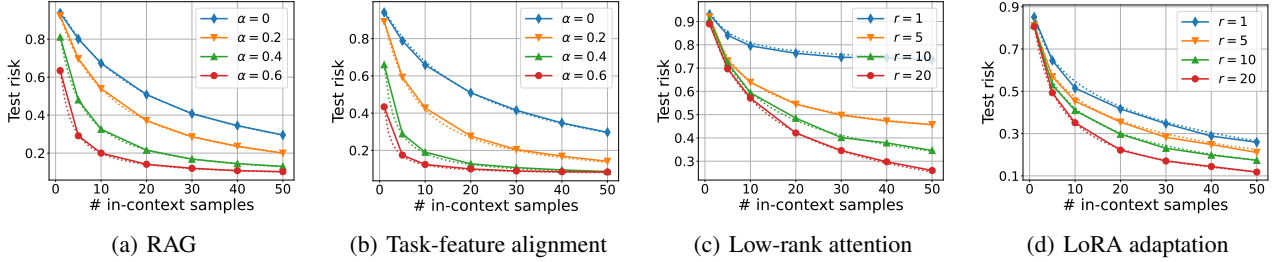 Test risk
0.8
0.6
0.4
0.2
0 10 20 30 40 50
# in-context samples
α = 0
α = 0.2
α = 0.4
α = 0.6
(a) RAG
Test risk
0.8
0.6
0.4
0.2
0 10 20 30 40 50
# in-context samples
α = 0
α = 0.2
α = 0.4
α = 0.6
(b) Task-feature alignment
Test risk
0.9
0.8
0.7
0.6
0.5
0.4
0.3
0 10 20 30 40 50
# in-context samples
r = 1
r = 5
r = 10
r = 20
(c) Low-rank attention
Test risk
0.9
0.7
0.5
0.3
0.1
0 10 20 30 40 50
# in-context samples
r = 1
r = 5
r = 10
r = 20
(d) LoRA adaptation